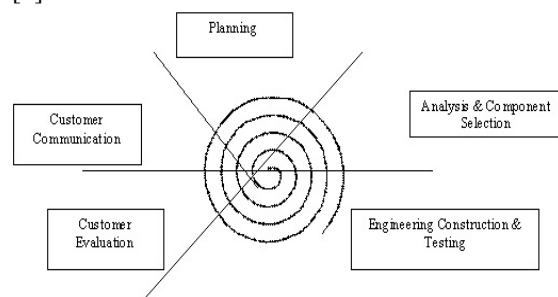 Planning
Customer
Communication
Analysis & Component
Selection
Customer
Evaluation
Engineering Construction &
Testing